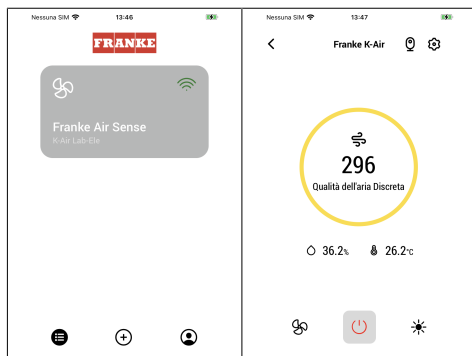 Nessuna SIM 13:46
FRANKE
Franke Air Sense
K-Air Lab-Ele
Nessuna SIM 13:47
Franke K-Air
296
Qualità dell'aria Discreta
36.2% 26.2°C